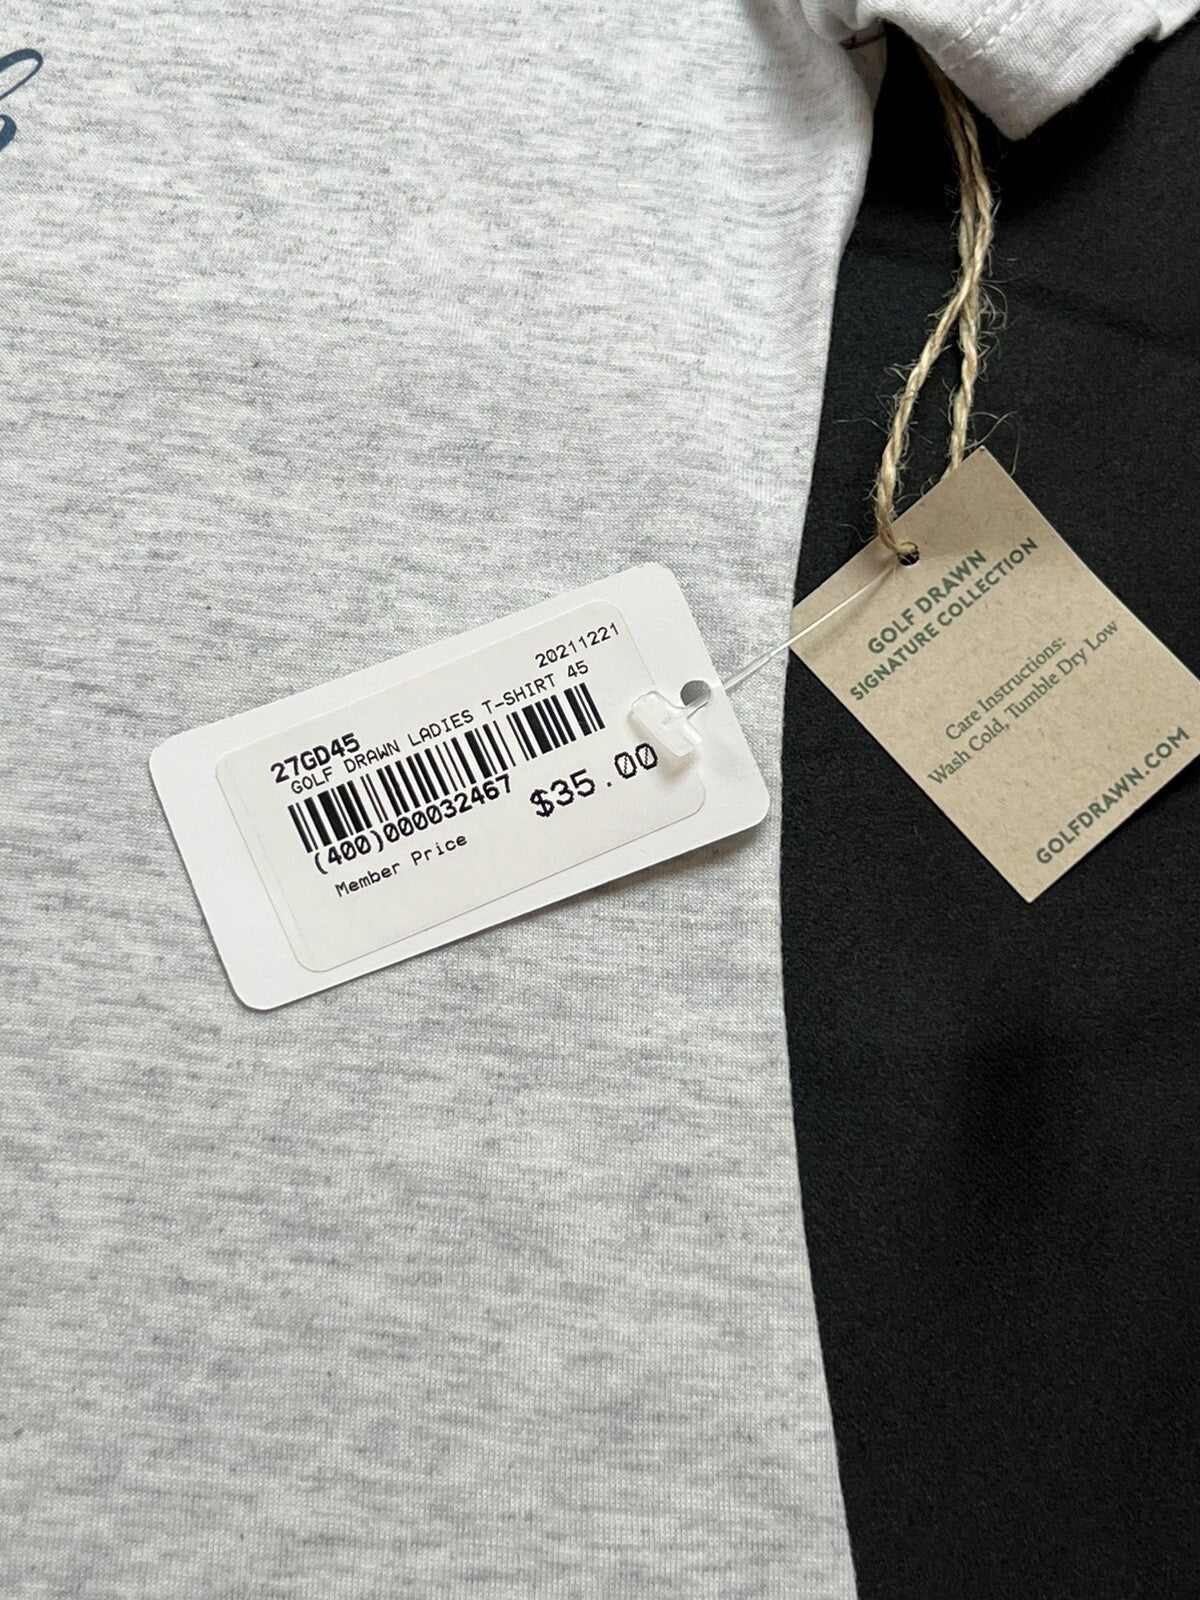 20211221
27GD45
GOLF DRAWN LADIES T-SHIRT 45
(400)000032467
$35.00
Member Price
GOLF DRAWN
SIGNATURE COLLECTION
Care Instructions:
Wash Cold, Tumble Dry Low
GOLFDRAWN.COM